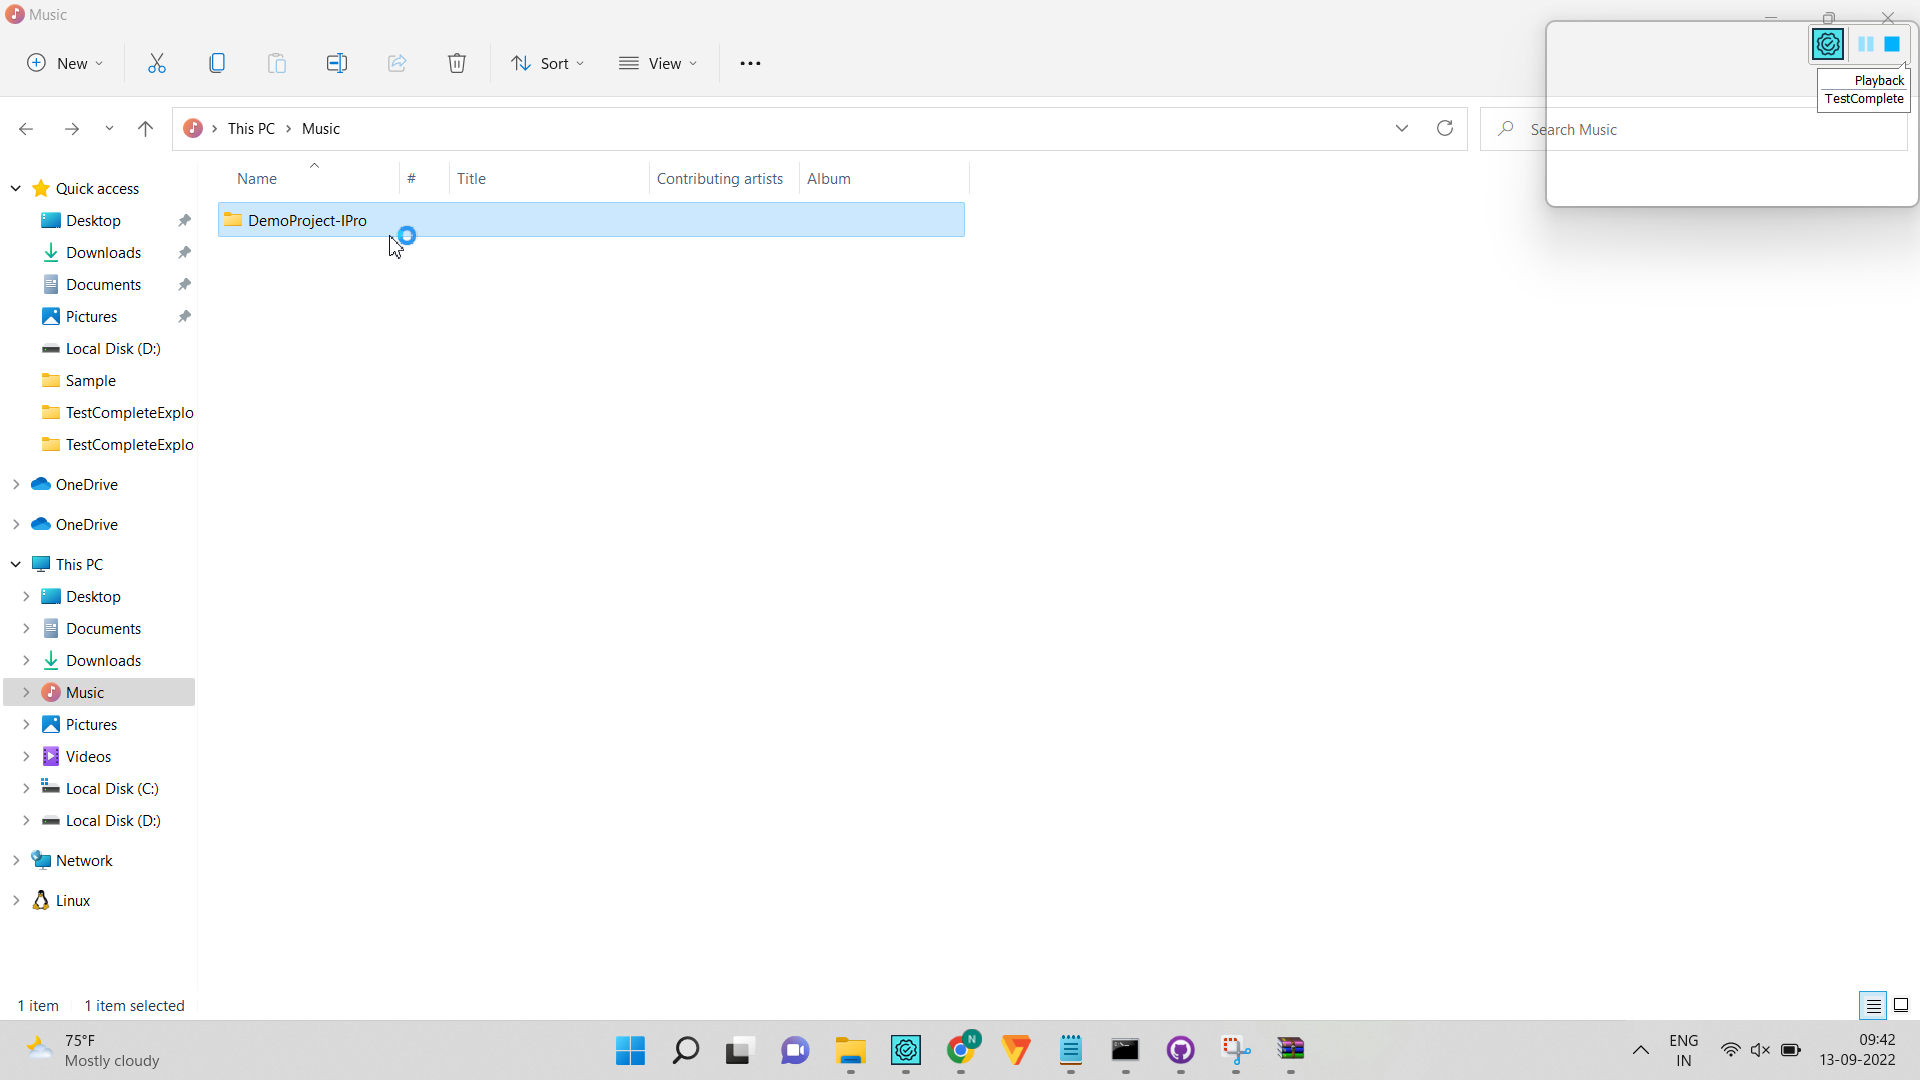 Music
New
Sort
View
Playback
TestComplete
This PC
Music
Search Music
Name
#
Title
Contributing artists
Album
DemoProject-IPro
Quick access
Desktop
Downloads
Documents
Pictures
Local Disk (D:)
Sample
TestCompleteExplo
TestCompleteExplo
OneDrive
OneDrive
This PC
Desktop
Documents
Downloads
Music
Pictures
Videos
Local Disk (C:)
Local Disk (D:)
Network
Linux
1 item
1 item selected
75°F
Mostly cloudy
N
ENG
IN
09:42
13-09-2022